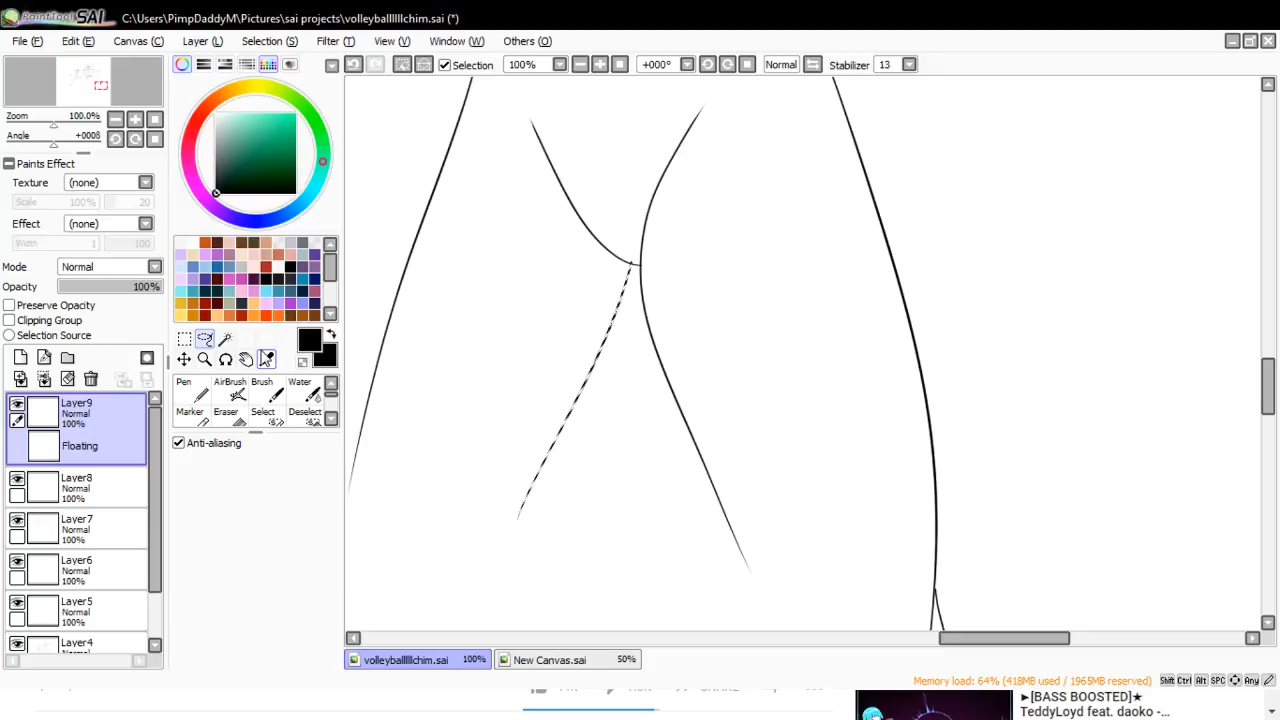 PaintTool SAI C:\Users\PimpDaddyM\Pictures\sai projects\volleyballlllchim.sai (*)
File (F) Edit (E) Canvas (C) Layer (L) Selection (S) Filter (T) View (V) Window (W) Others (O)
Selection 100% +000° Normal Stabilizer 13
Zoom 100.0%
Angle +000ß
Paints Effect
Texture (none)
Scale 100% 20
Effect (none)
Width 1 100
Mode Normal
Opacity 100%
Preserve Opacity
Clipping Group
Selection Source
Pen AirBrush Brush Water
Marker Eraser Select Deselect
Anti-aliasing
Layer9
Normal
100%
Floating
Layer8
Normal
100%
Layer7
Normal
100%
Layer6
Normal
100%
Layer5
Normal
100%
Layer4
volleyballlllchim.sai 100% New Canvas.sai 50%
Memory load: 64% (418MB used / 1965MB reserved) Shft Ctrl Alt SPC Any
►[BASS BOOSTED]★
TeddyLoyd feat. daoko -...